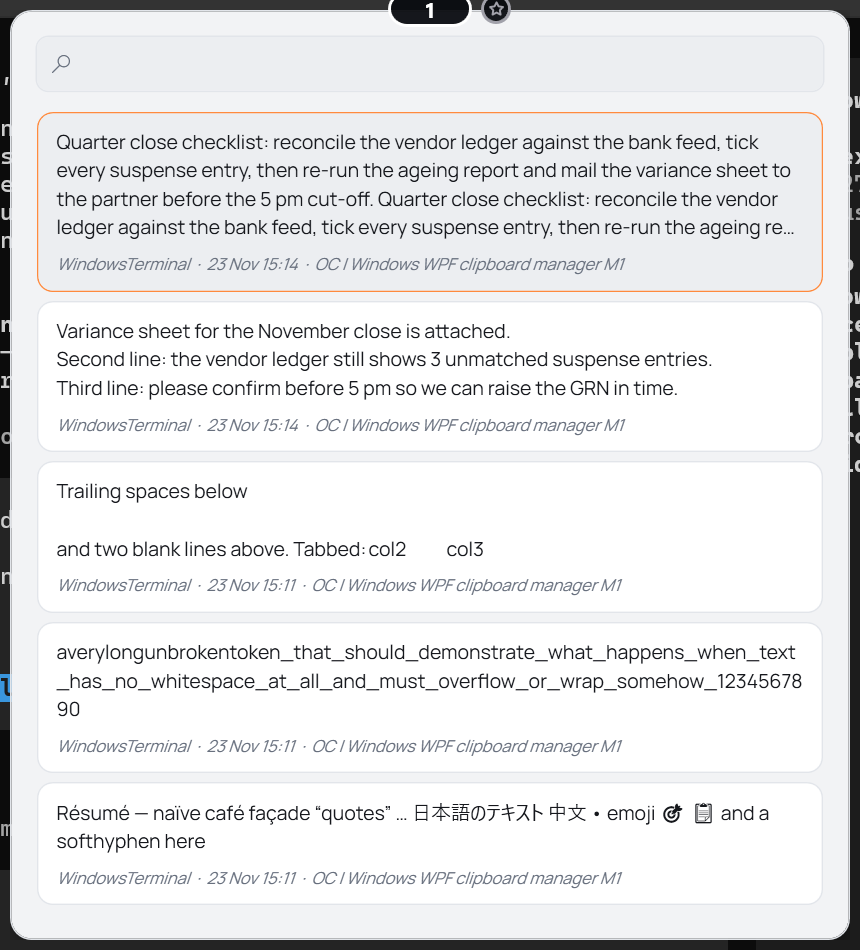 1
Quarter close checklist: reconcile the vendor ledger against the bank feed, tick
every suspense entry, then re-run the ageing report and mail the variance sheet to
the partner before the 5 pm cut-off. Quarter close checklist: reconcile the vendor
ledger against the bank feed, tick every suspense entry, then re-run the ageing re…
WindowsTerminal · 23 Nov 15:14 · OC | Windows WPF clipboard manager M1
Variance sheet for the November close is attached.
Second line: the vendor ledger still shows 3 unmatched suspense entries.
Third line: please confirm before 5 pm so we can raise the GRN in time.
WindowsTerminal · 23 Nov 15:14 · OC | Windows WPF clipboard manager M1
Trailing spaces below
and two blank lines above. Tabbed: col2 col3
WindowsTerminal · 23 Nov 15:11 · OC | Windows WPF clipboard manager M1
averylongunbrokentoken_that_should_demonstrate_what_happens_when_text
_has_no_whitespace_at_all_and_must_overflow_or_wrap_somehow_12345678
90
WindowsTerminal · 23 Nov 15:11 · OC | Windows WPF clipboard manager M1
Résumé — naïve café façade “quotes” … 日本語のテキスト 中文 • emoji 🎯 📋 and a
softhyphen here
WindowsTerminal · 23 Nov 15:11 · OC | Windows WPF clipboard manager M1